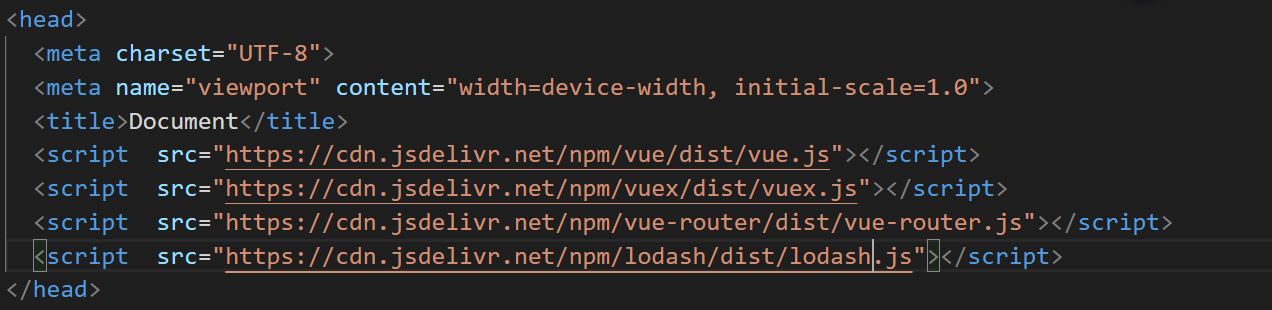 <head>
<meta charset="UTF-8">
<meta name="viewport" content="width=device-width, initial-scale=1.0">
<title>Document</title>
<script  src="https://cdn.jsdelivr.net/npm/vue/dist/vue.js"></script>
<script  src="https://cdn.jsdelivr.net/npm/vuex/dist/vuex.js"></script>
<script  src="https://cdn.jsdelivr.net/npm/vue-router/dist/vue-router.js"></script>
<script  src="https://cdn.jsdelivr.net/npm/lodash/dist/lodash.js"></script>
</head>